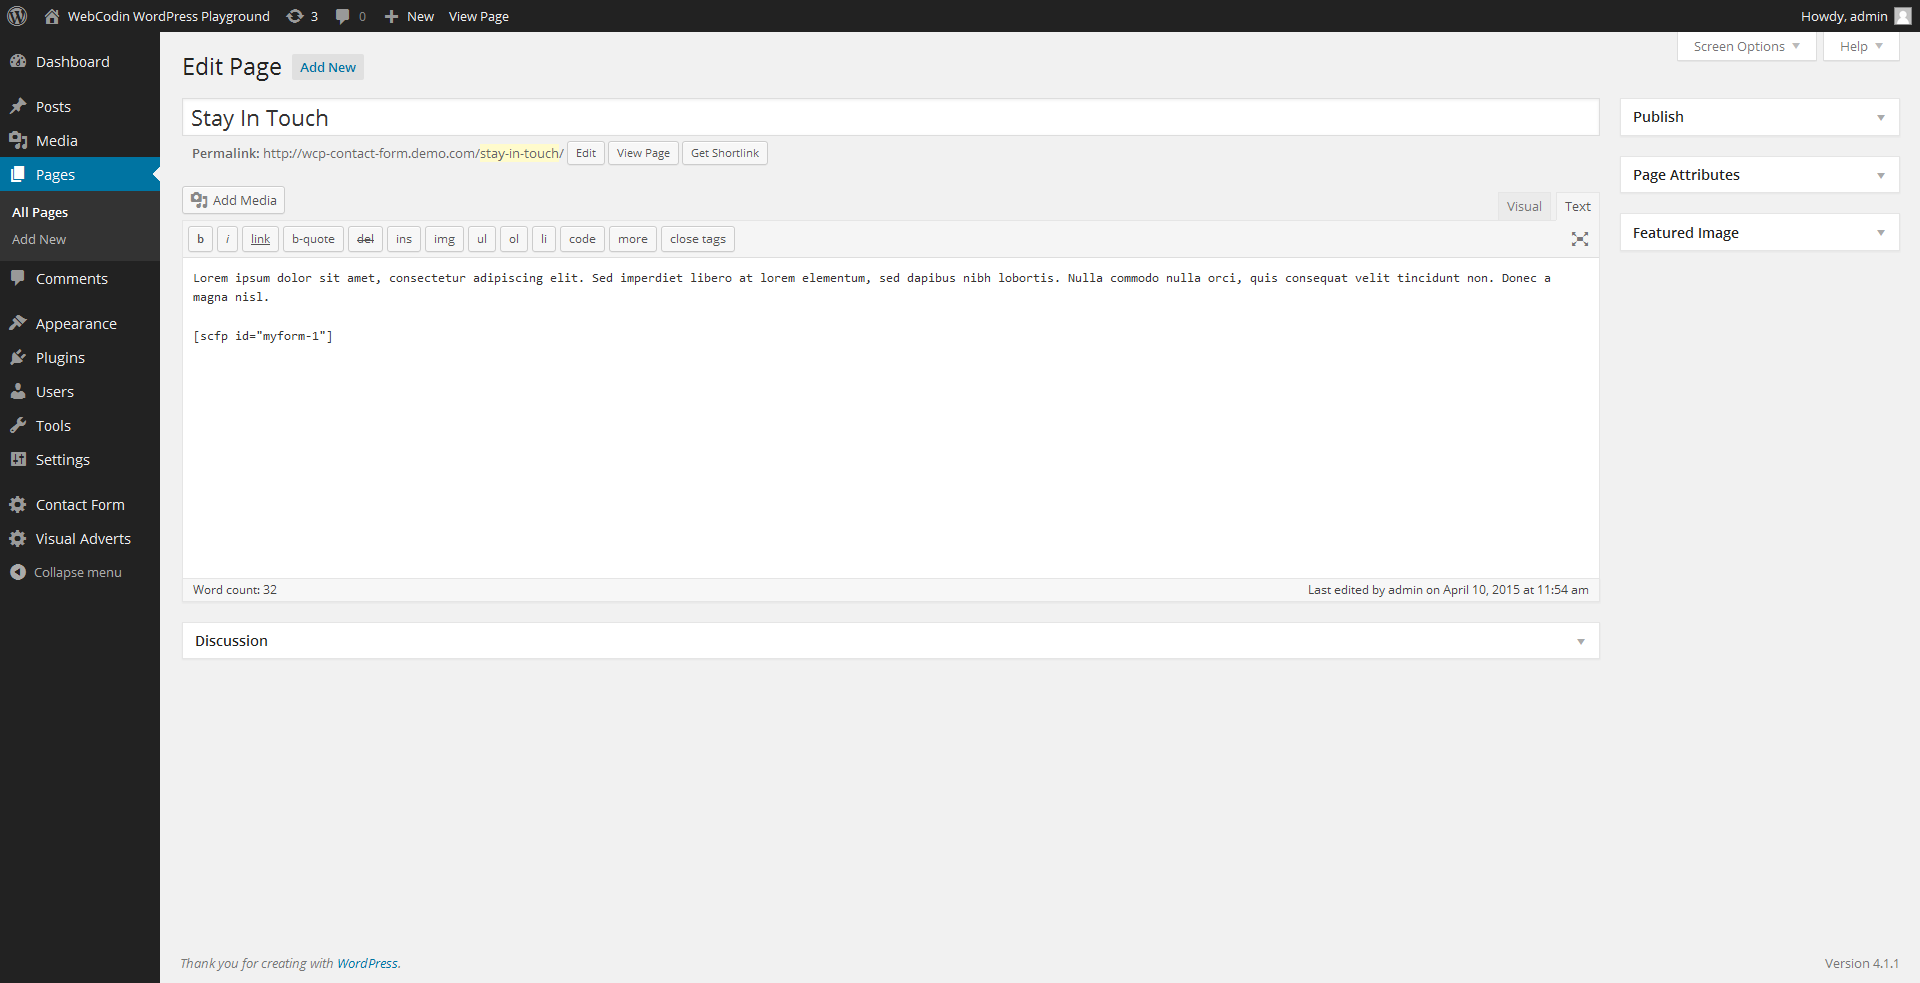 WebCodin WordPress Playground 3 0 New View Page Howdy, admin
Screen Options Help
Dashboard
Posts
Media
Pages
All Pages
Add New
Comments
Appearance
Plugins
Users
Tools
Settings
Contact Form
Visual Adverts
Collapse menu
Edit Page Add New
Stay In Touch
Permalink: http://wcp-contact-form.demo.com/stay-in-touch/ Edit View Page Get Shortlink
Add Media
Visual Text
b i link b-quote del ins img ul ol li code more close tags
Lorem ipsum dolor sit amet, consectetur adipiscing elit. Sed imperdiet libero at lorem elementum, sed dapibus nibh lobortis. Nulla commodo nulla orci, quis consequat velit tincidunt non. Donec a
magna nisl.
[scfp id="myform-1"]
Word count: 32 Last edited by admin on April 10, 2015 at 11:54 am
Discussion
Publish
Page Attributes
Featured Image
Thank you for creating with WordPress. Version 4.1.1